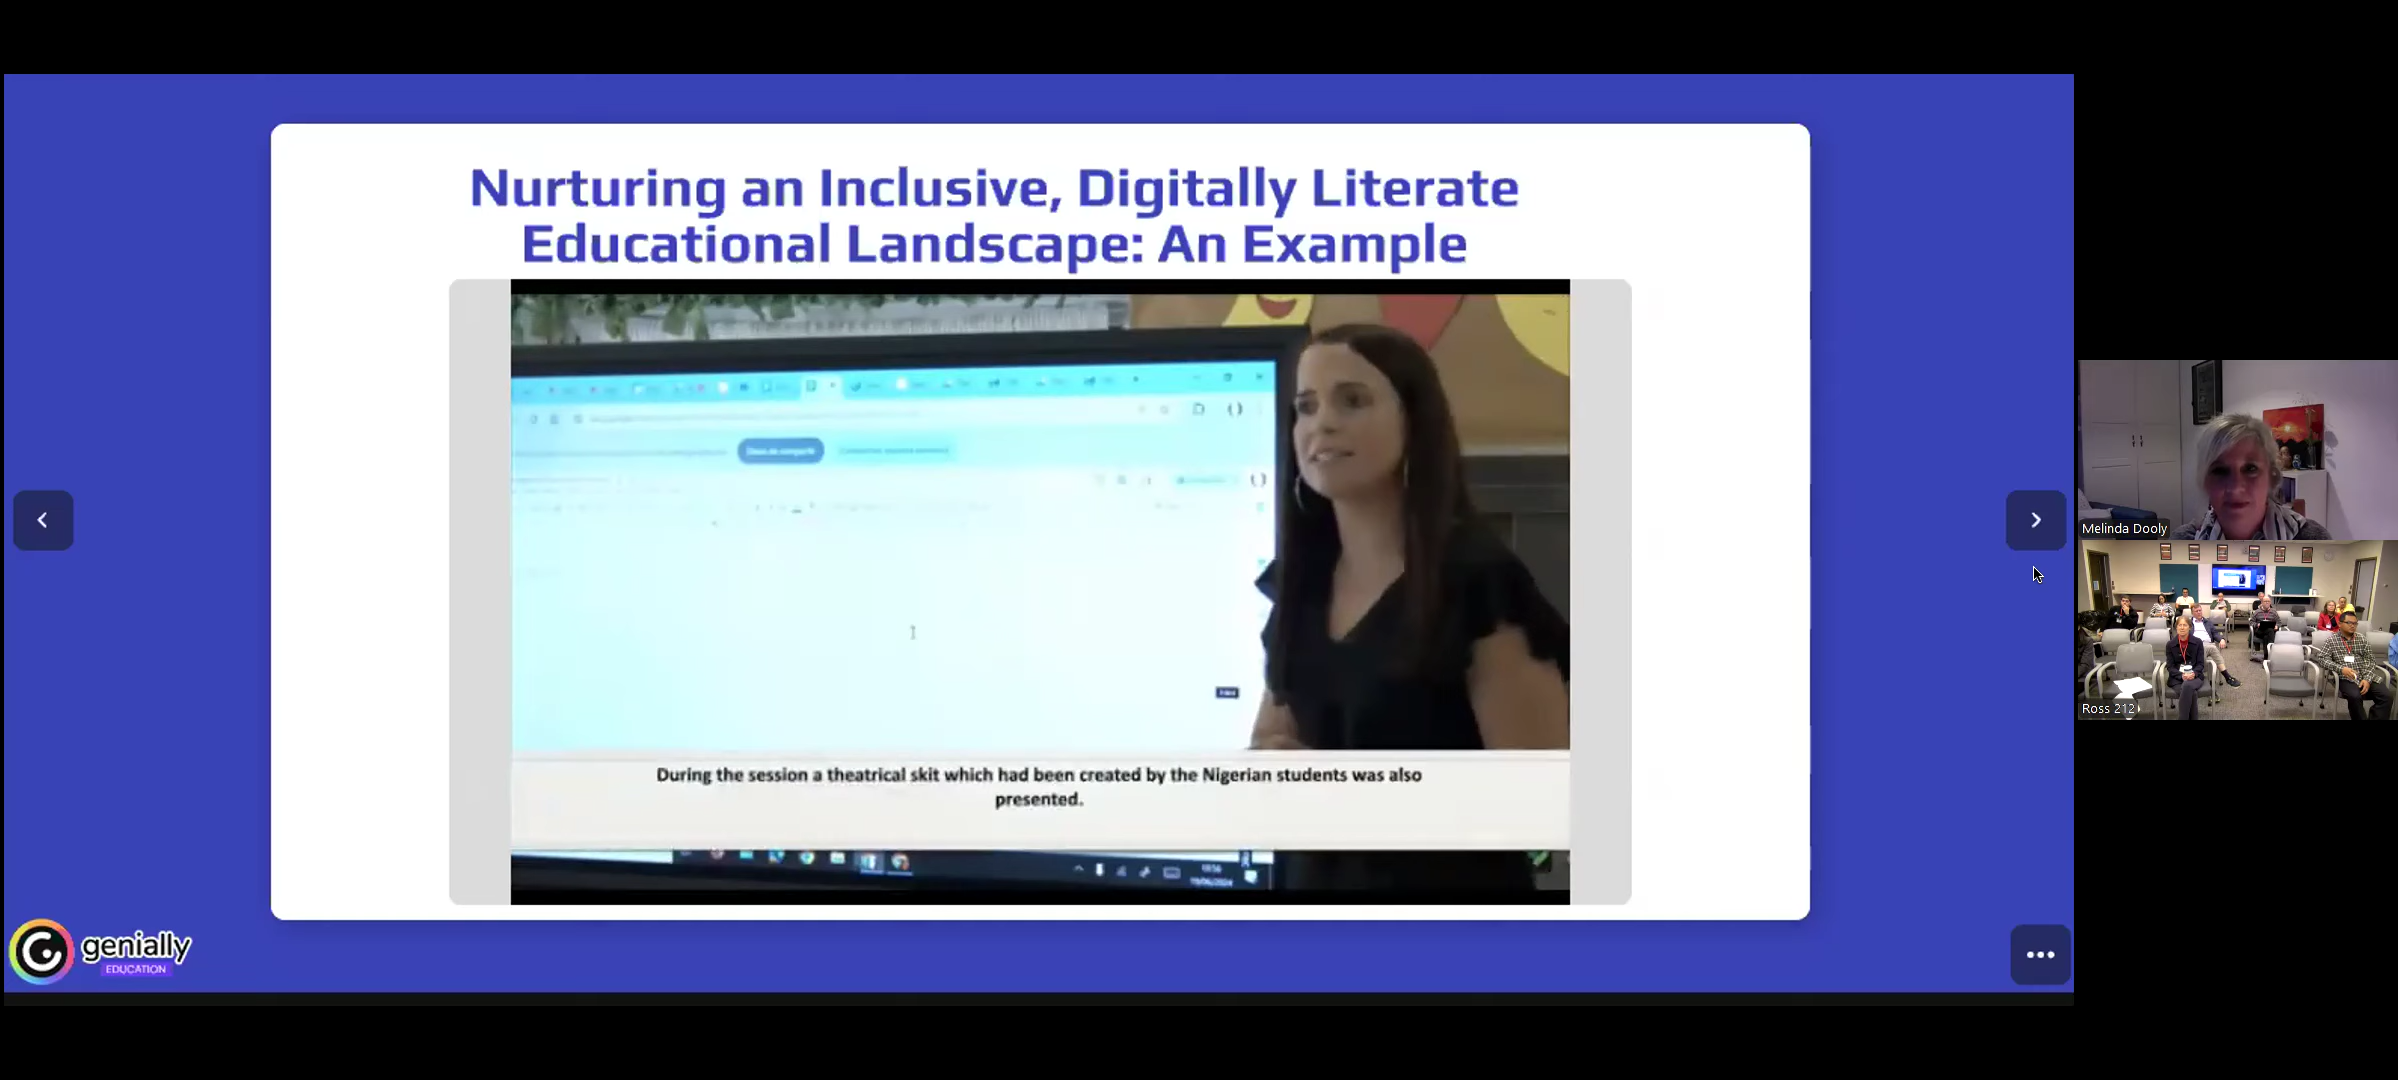 Nurturing an Inclusive, Digitally Literate
Educational Landscape: An Example
During the session a theatrical skit which had been created by the Nigerian students was also
presented.
genially
EDUCATION
Melinda Dooly
Ross 212